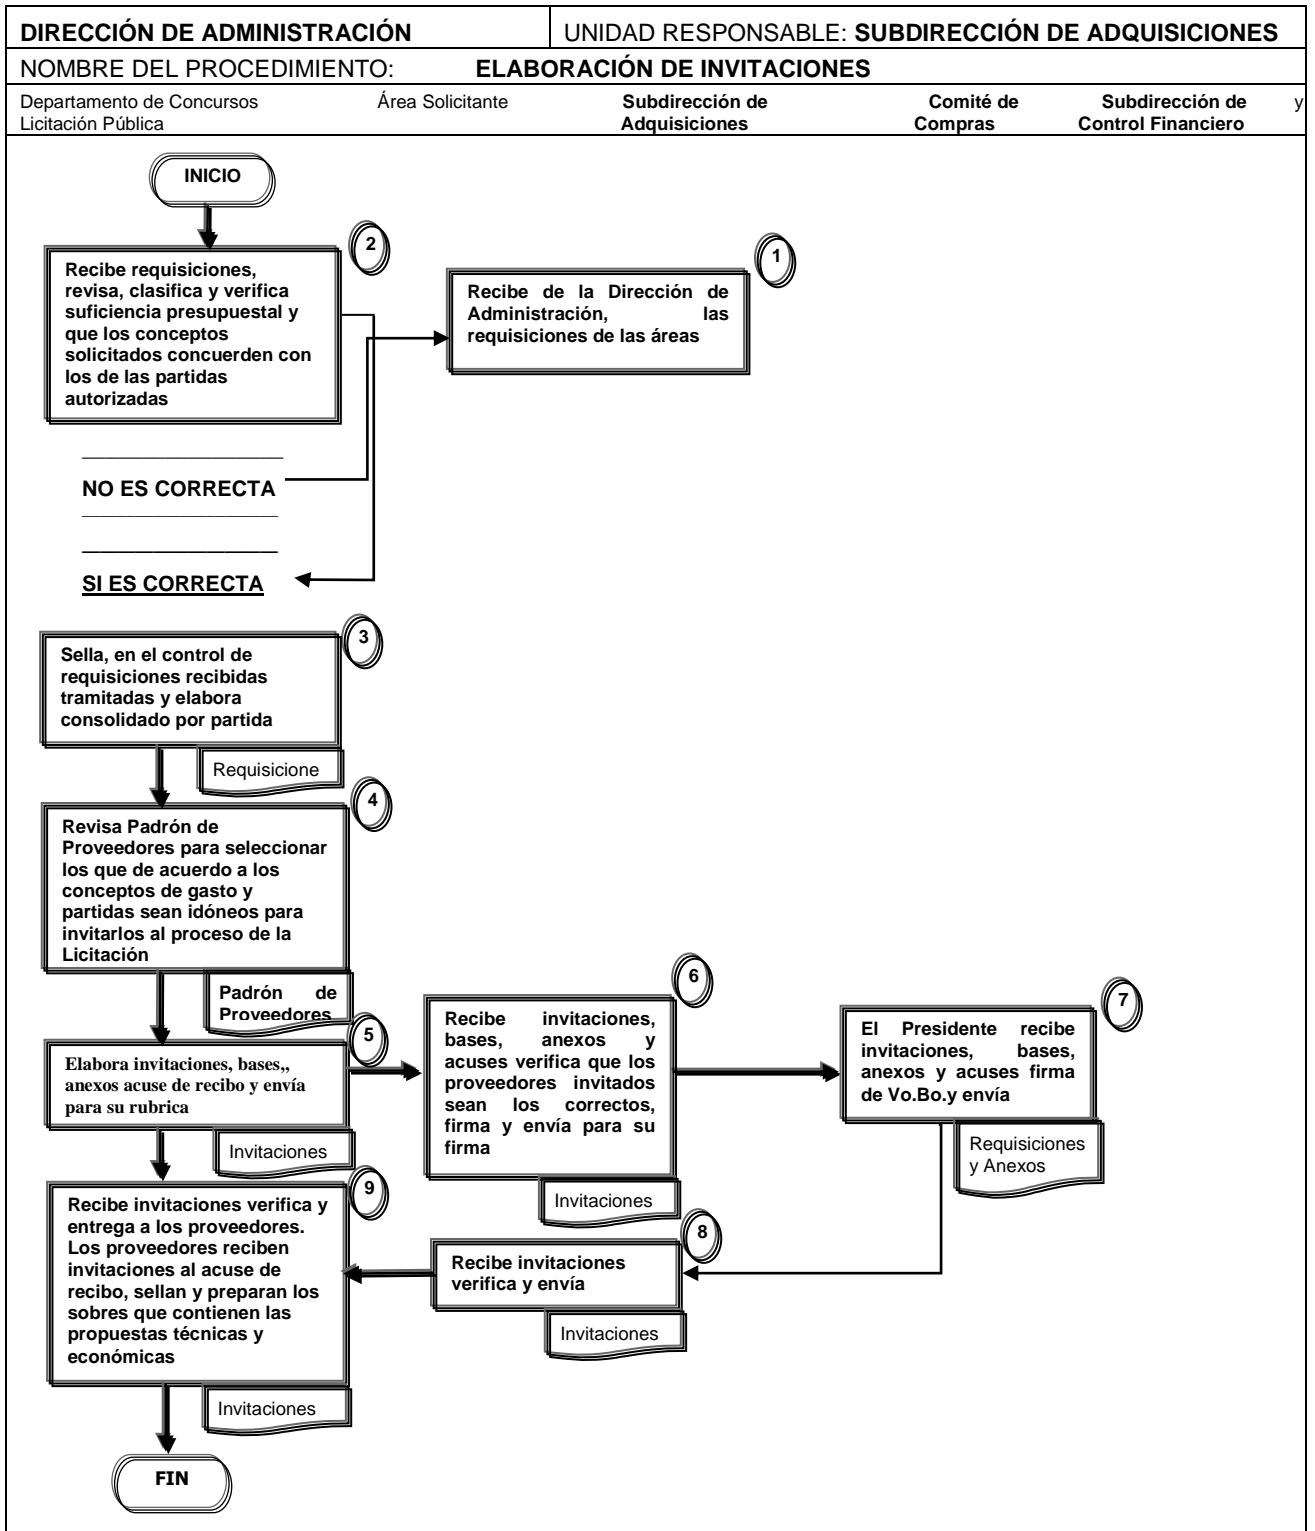 DIRECCIÓN DE ADMINISTRACIÓN
UNIDAD RESPONSABLE: SUBDIRECCIÓN DE ADQUISICIONES
NOMBRE DEL PROCEDIMIENTO: ELABORACIÓN DE INVITACIONES
Departamento de Concursos Área Solicitante Subdirección de Comité de Subdirección de y
Licitación Pública Adquisiciones Compras Control Financiero
INICIO
2
Recibe requisiciones,
revisa, clasifica y verifica
suficiencia presupuestal y
que los conceptos
solicitados concuerden con
los de las partidas
autorizadas
1
Recibe de la Dirección de
Administración, las
requisiciones de las áreas
NO ES CORRECTA
SI ES CORRECTA
3
Sella, en el control de
requisiciones recibidas
tramitadas y elabora
consolidado por partida
Requisicione
4
Revisa Padrón de
Proveedores para seleccionar
los que de acuerdo a los
conceptos de gasto y
partidas sean idóneos para
invitarlos al proceso de la
Licitación
Padrón de
Proveedores
5
Elabora invitaciones, bases,,
anexos acuse de recibo y envía
para su rubrica
Invitaciones
6
Recibe invitaciones,
bases, anexos y
acuses verifica que los
proveedores invitados
sean los correctos,
firma y envía para su
firma
Invitaciones
7
El Presidente recibe
invitaciones, bases,
anexos y acuses firma
de Vo.Bo.y envía
Requisiciones
y Anexos
8
Recibe invitaciones
verifica y envía
Invitaciones
9
Recibe invitaciones verifica y
entrega a los proveedores.
Los proveedores reciben
invitaciones al acuse de
recibo, sellan y preparan los
sobres que contienen las
propuestas técnicas y
económicas
Invitaciones
FIN